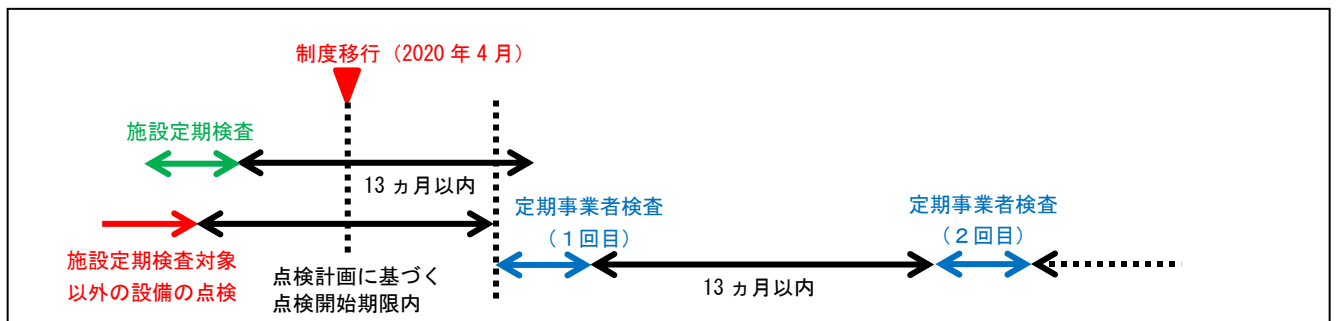 制度移行（2020 年 4 月）
施設定期検査
13 ヵ月以内
定期事業者検査
（１回目）
定期事業者検査
（２回目）
施設定期検査対象
以外の設備の点検
点検計画に基づく
点検開始期限内
13 ヵ月以内